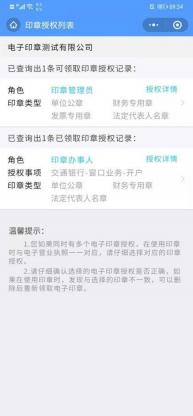 09:24
印章授权列表
电子印章测试有限公司
已查询出1条可领取印章授权记录：
角色 印章管理员 授权详情
印章类型 单位公章 财务专用章
发票专用章 法定代表人名章
已查询出1条已领取印章授权记录：
角色 印章办事人 授权详情
授权事项 交通银行-窗口业务-开户
印章类型 单位公章 财务专用章
法定代表人名章
温馨提示：
1.您如果同时有多个电子印章授权，在使用印
章时与电子营业执照一一对应，请仔细选择对应的印章
授权。
2.请仔细确认选择的电子印章授权是否正确，如
果在使用印章时，发现与选择的印章不一致，可以删
除后重新领取电子印章。